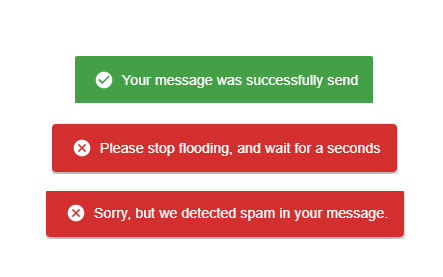 Your message was successfully send
Please stop flooding, and wait for a seconds
Sorry, but we detected spam in your message.